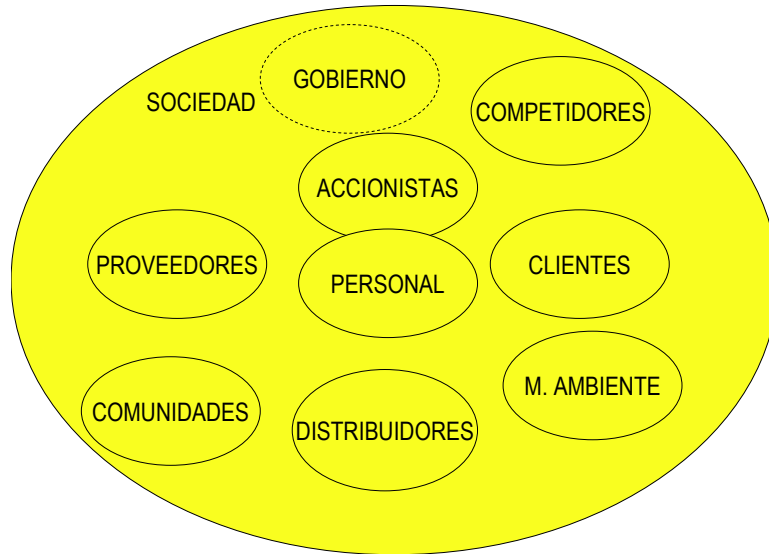 GOBIERNO
SOCIEDAD
COMPETIDORES
ACCIONISTAS
PROVEEDORES
PERSONAL
CLIENTES
COMUNIDADES
DISTRIBUIDORES
M. AMBIENTE